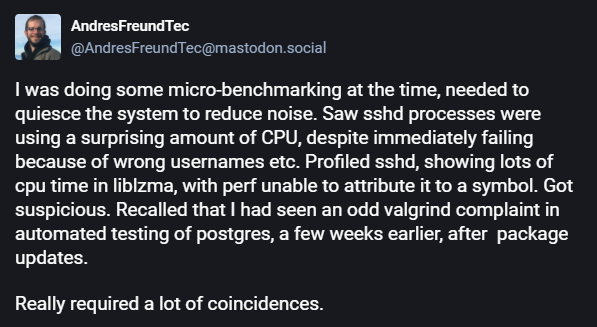 AndresFreundTec
@AndresFreundTec@mastodon.social
I was doing some micro-benchmarking at the time, needed to
quiesce the system to reduce noise. Saw sshd processes were
using a surprising amount of CPU, despite immediately failing
because of wrong usernames etc. Profiled sshd, showing lots of
cpu time in liblzma, with perf unable to attribute it to a symbol. Got
suspicious. Recalled that I had seen an odd valgrind complaint in
automated testing of postgres, a few weeks earlier, after  package
updates.
Really required a lot of coincidences.